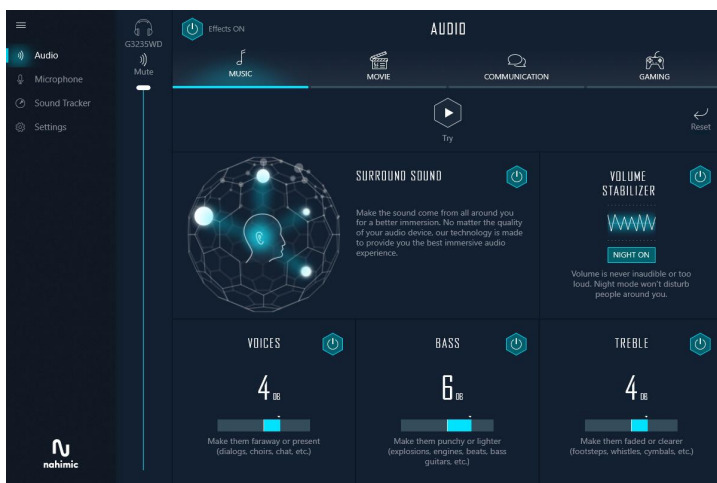 Audio
Microphone
Sound Tracker
Settings
nahimic
G3235WD
Mute
Effects ON
AUDIO
MUSIC
MOVIE
COMMUNICATION
GAMING
Try
Reset
SURROUND SOUND
Make the sound come from all around you
for a better immersion. No matter the quality
of your audio device, our technology is made
to provide you the best immersive audio
experience.
VOLUME
STABILIZER
NIGHT ON
Volume is never inaudible or too
loud. Night mode won't disturb
people around you.
VOICES
4 DB
Make them faraway or present
(dialogs, choirs, chat, etc.)
BASS
6 DB
Make them punchy or lighter
(explosions, engines, beats, bass
guitars, etc.)
TREBLE
4 DB
Make them faded or clearer
(footsteps, whistles, cymbals, etc.)